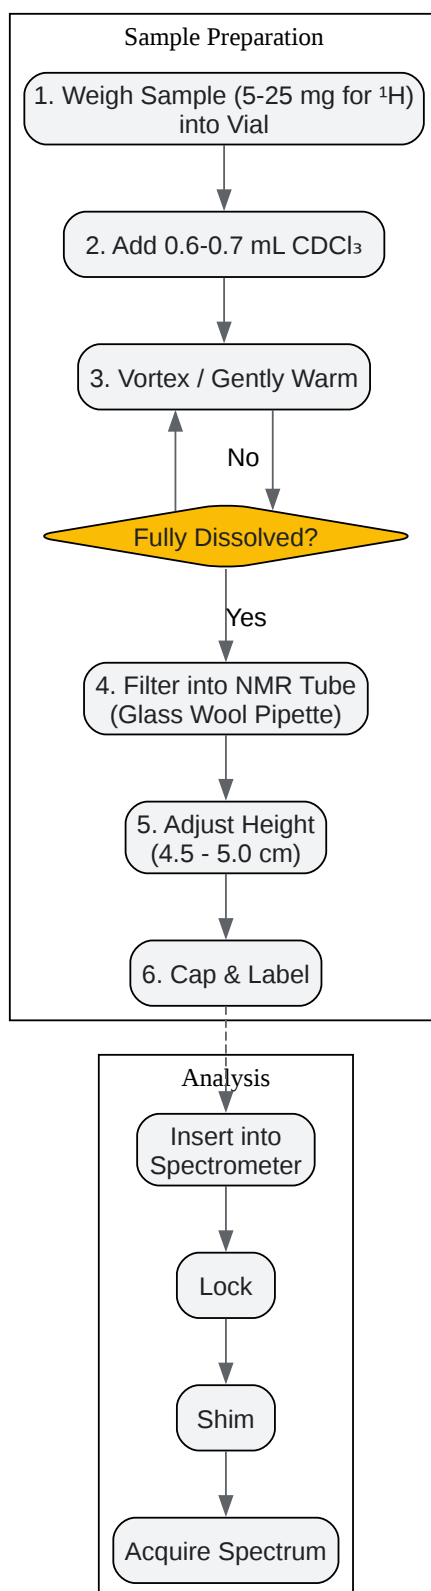 Sample Preparation
1. Weigh Sample (5-25 mg for ¹H)
into Vial
2. Add 0.6-0.7 mL CDCl₃
3. Vortex / Gently Warm
No
Fully Dissolved?
Yes
4. Filter into NMR Tube
(Glass Wool Pipette)
5. Adjust Height
(4.5 - 5.0 cm)
6. Cap & Label
Analysis
Insert into
Spectrometer
Lock
Shim
Acquire Spectrum